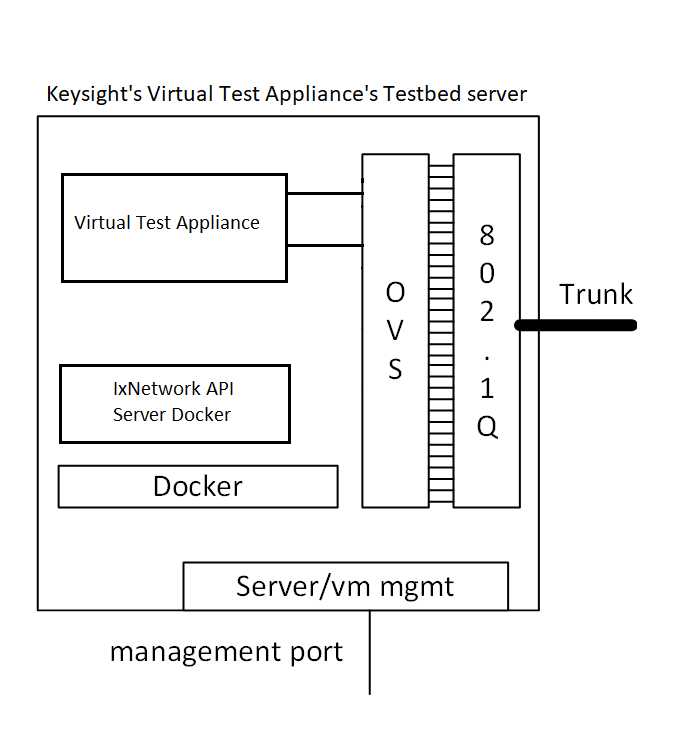 Keysight's Virtual Test Appliance's Testbed server
Virtual Test Appliance
OVS
802.1Q
Trunk
IxNetwork API
Server Docker
Docker
Server/vm mgmt
management port